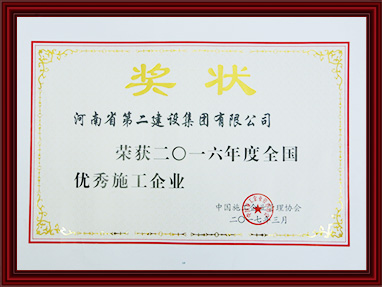 奖状
河南省第二建设集团有限公司
荣获二〇一六年度全国
优秀施工企业
中国施 管理协会
二〇一七年三月